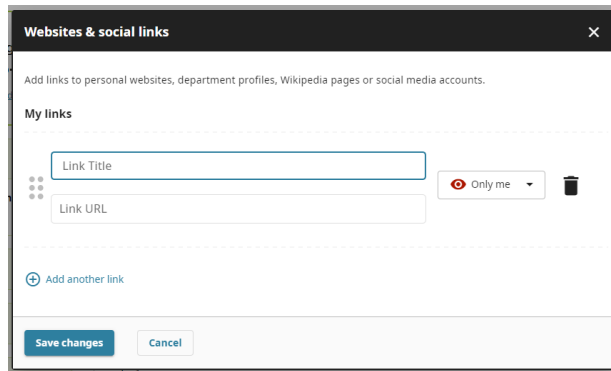 Websites & social links
Add links to personal websites, department profiles, Wikipedia pages or social media accounts.
My links
Link Title
Only me
Link URL
Add another link
Save changes
Cancel